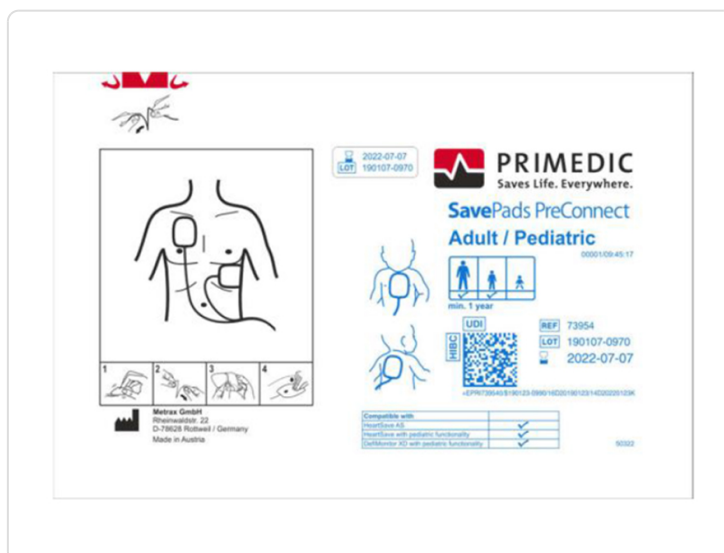 2022-07-07
LOT 190107-0970
PRIMEDIC
Saves Life. Everywhere.
SavePads PreConnect
Adult / Pediatric
00001/09:45:17
min. 1 year
UDI
HIBC
REF 73954
LOT 190107-0970
2022-07-07
1 2 3 4
Metrax GmbH
Rheinwaldstr. 22
D-78628 Rottweil / Germany
Made in Austria
Compatible with
HeartSave AS
HeartSave with pediatric functionality
DefiMonitor XD with pediatric functionality
50322